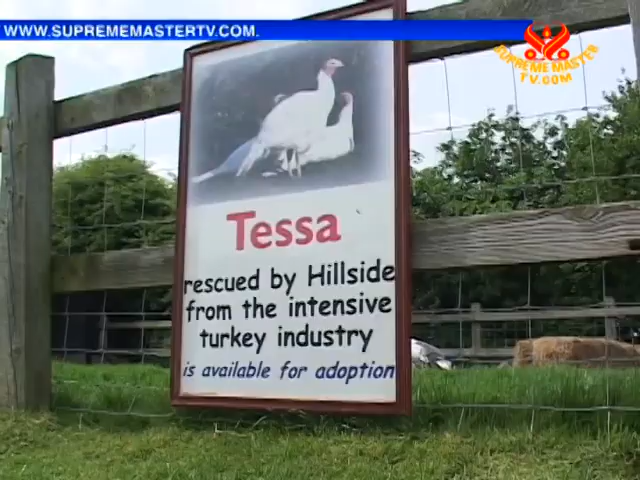 www.SUPREMEMASTERTV.COM.
SUPREME MASTER
TV.COM
Tessa
rescued by Hillside
from the intensive
turkey industry
is available for adoption